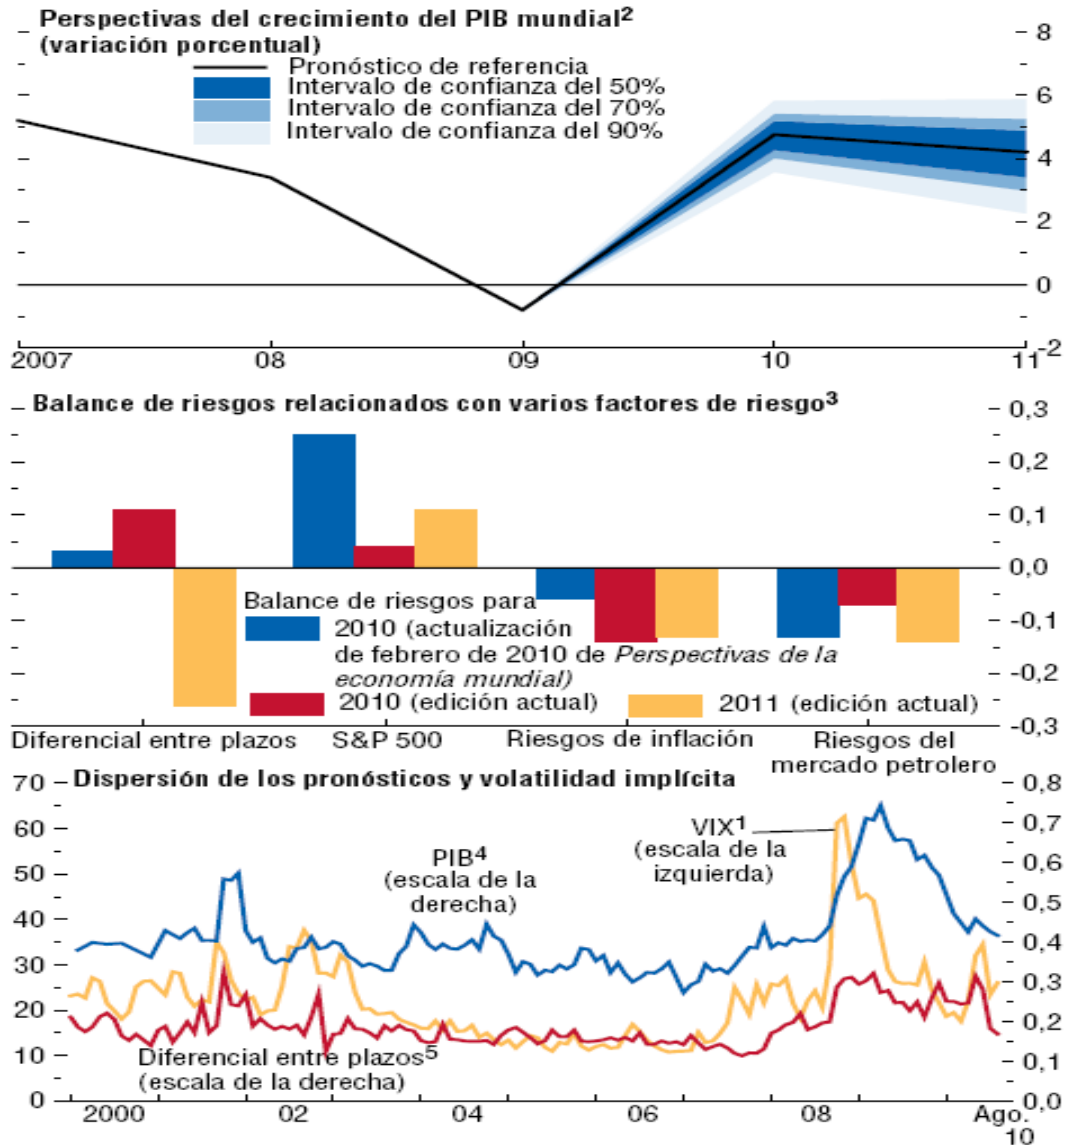 Perspectivas del crecimiento del PIB mundial²
(variación porcentual)
Pronóstico de referencia
Intervalo de confianza del 50%
Intervalo de confianza del 70%
Intervalo de confianza del 90%
8
6
4
2
0
-2
2007 08 09 10 11
Balance de riesgos relacionados con varios factores de riesgo³
0,3
0,2
0,1
0,0
-0,1
-0,2
-0,3
Balance de riesgos para
2010 (actualización
de febrero de 2010 de Perspectivas de la
economía mundial)
2010 (edición actual) 2011 (edición actual)
Diferencial entre plazos S&P 500 Riesgos de inflación Riesgos del
mercado petrolero
Dispersión de los pronósticos y volatilidad implícita
70
60
50
40
30
20
10
0
0,8
0,7
0,6
0,5
0,4
0,3
0,2
0,1
0,0
PIB⁴
(escala de la
derecha)
VIX¹
(escala de la
izquierda)
Diferencial entre plazos⁵
(escala de la derecha)
2000 02 04 06 08 Ago.
10